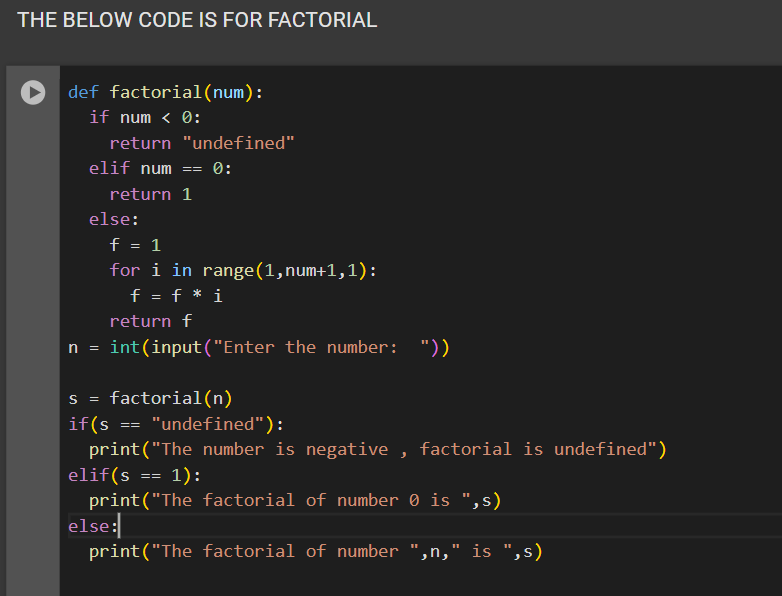 THE BELOW CODE IS FOR FACTORIAL
def factorial(num):
  if num < 0:
    return "undefined"
  elif num == 0:
    return 1
  else:
    f = 1
    for i in range(1,num+1,1):
      f = f * i
    return f
n = int(input("Enter the number:  "))

s = factorial(n)
if(s == "undefined"):
  print("The number is negative , factorial is undefined")
elif(s == 1):
  print("The factorial of number 0 is ",s)
else:
  print("The factorial of number ",n," is ",s)